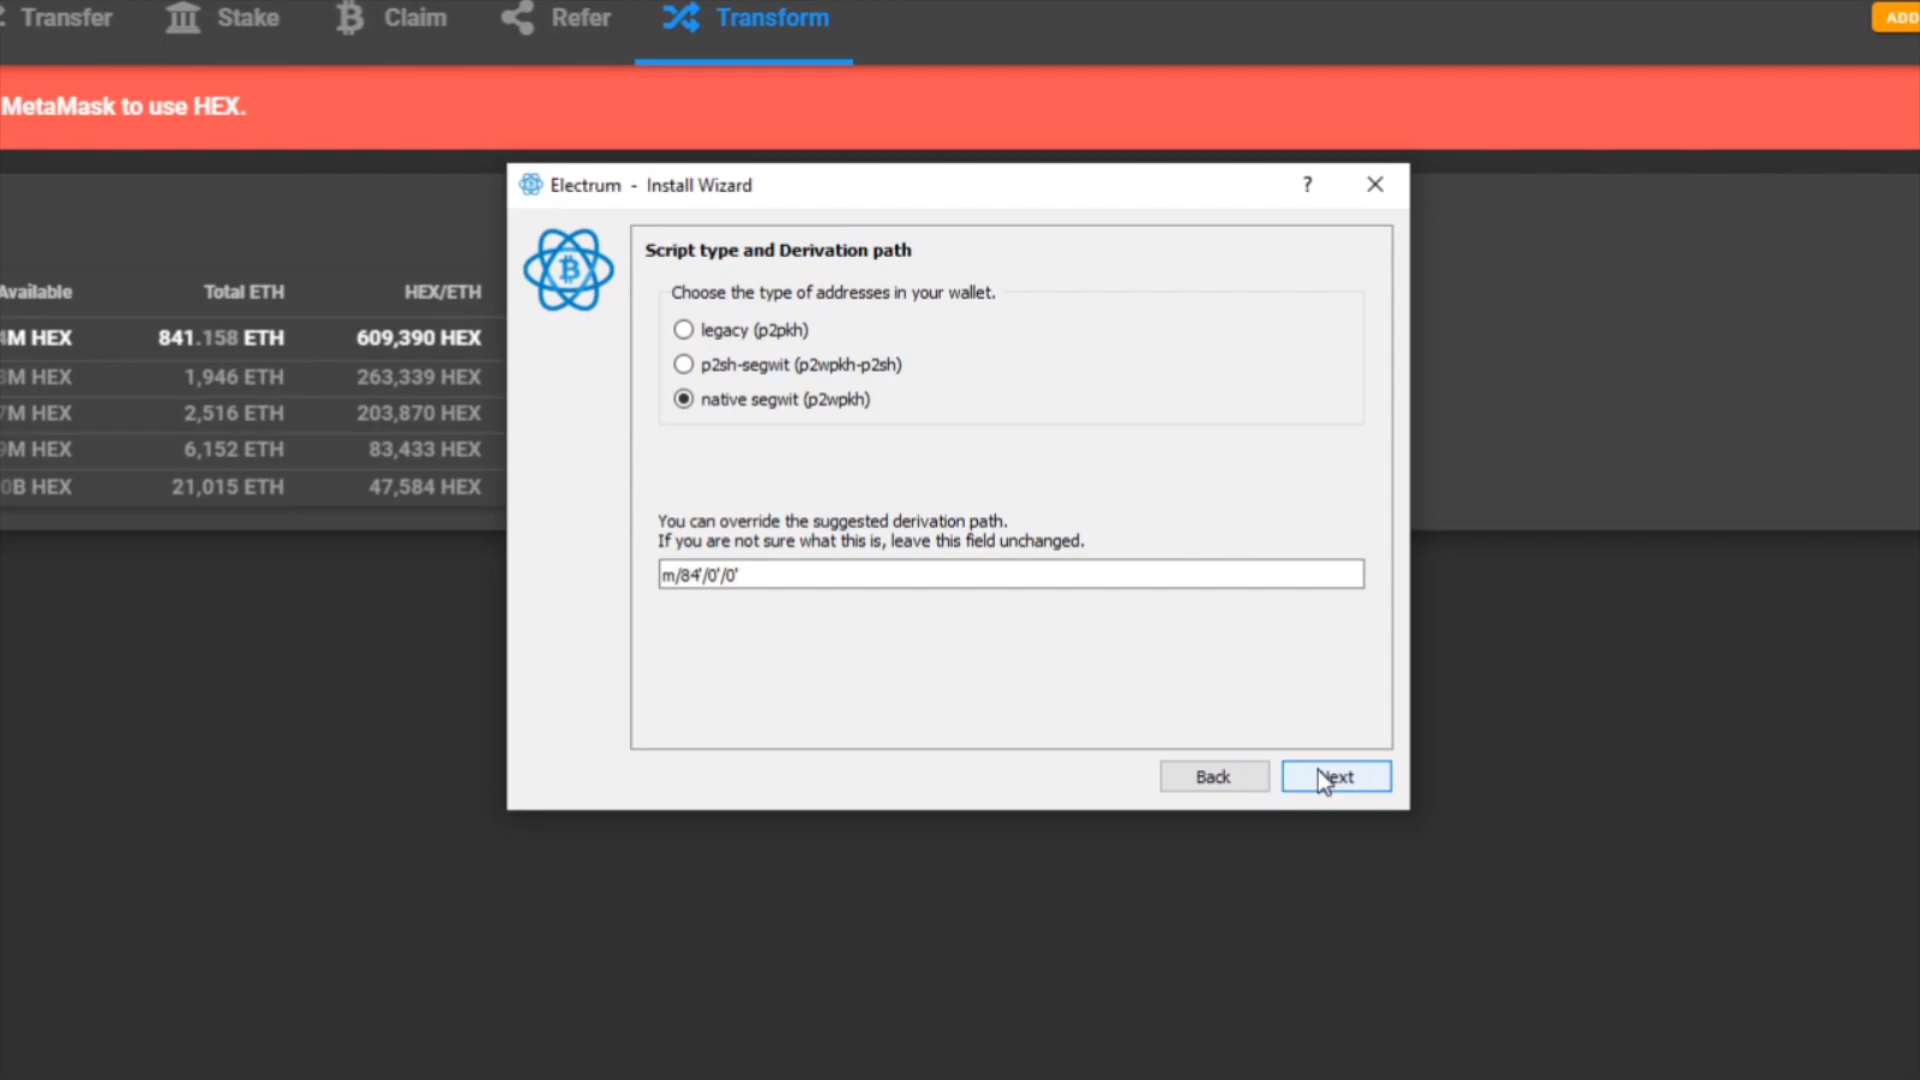 Transfer Stake Claim Refer Transform ADD
MetaMask to use HEX.
Electrum - Install Wizard ?
Script type and Derivation path
Choose the type of addresses in your wallet.
legacy (p2pkh)
p2sh-segwit (p2wpkh-p2sh)
native segwit (p2wpkh)
You can override the suggested derivation path.
If you are not sure what this is, leave this field unchanged.
m/84'/0'/0'
Back Next
Available Total ETH HEX/ETH
M HEX 841.158 ETH 609,390 HEX
M HEX 1,946 ETH 263,339 HEX
M HEX 2,516 ETH 203,870 HEX
M HEX 6,152 ETH 83,433 HEX
0B HEX 21,015 ETH 47,584 HEX